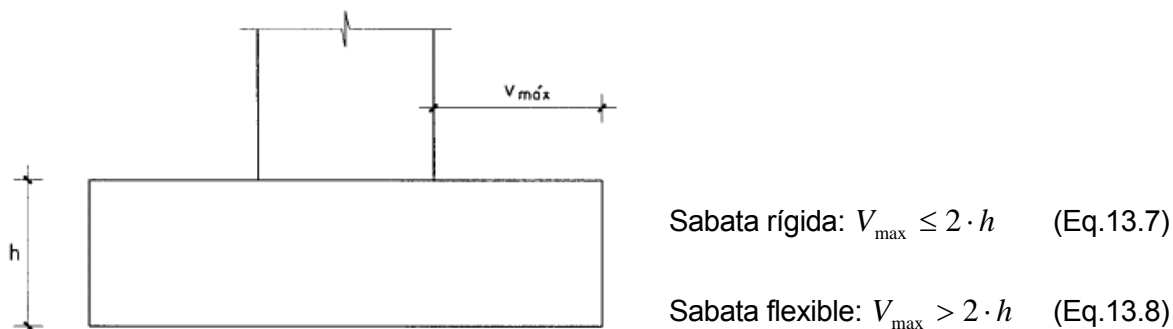 v máx
h
Sabata rígida: V_max ≤ 2 · h (Eq.13.7)
Sabata flexible: V_max > 2 · h (Eq.13.8)